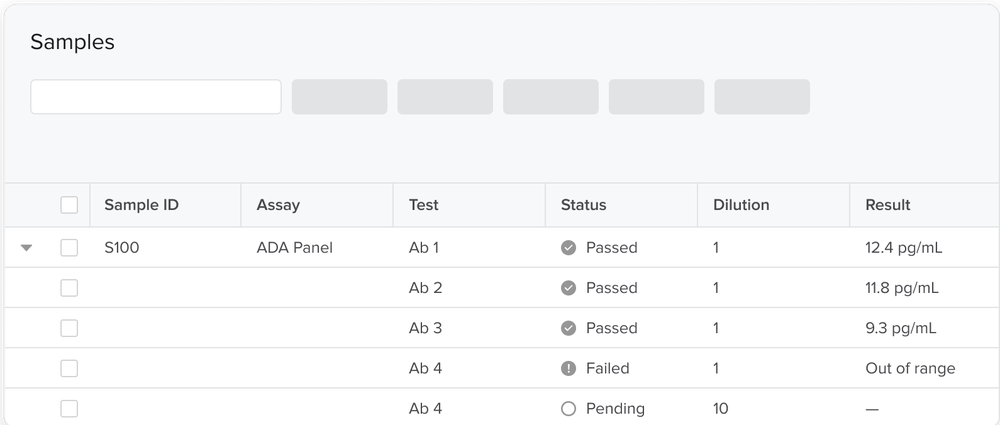 Samples
Sample ID Assay Test Status Dilution Result
S100 ADA Panel Ab 1 Passed 1 12.4 pg/mL
Ab 2 Passed 1 11.8 pg/mL
Ab 3 Passed 1 9.3 pg/mL
Ab 4 Failed 1 Out of range
Ab 4 Pending 10 —